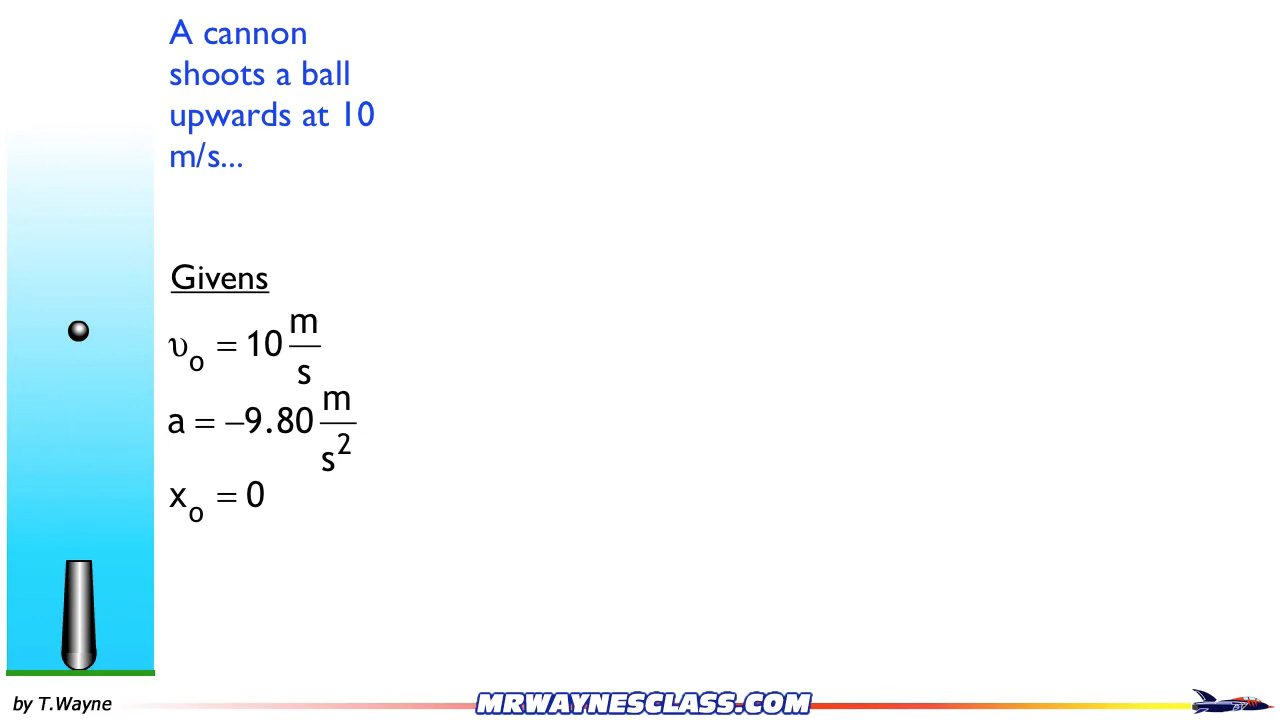 A cannon
shoots a ball
upwards at 10
m/s...
Givens
υₒ = 10 m/s
a = –9.80 m/s²
xₒ = 0
by T.Wayne
MRWAYNESCLASS.COM